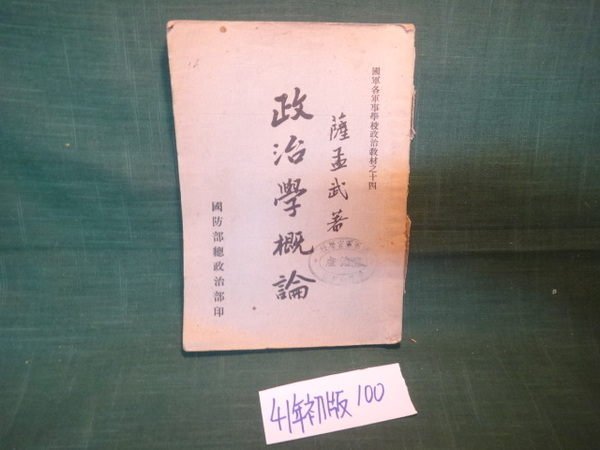 國軍各軍事學校政治教材之十四
薩孟武著
政治學概論
國防部總政治部印
41年初版 100